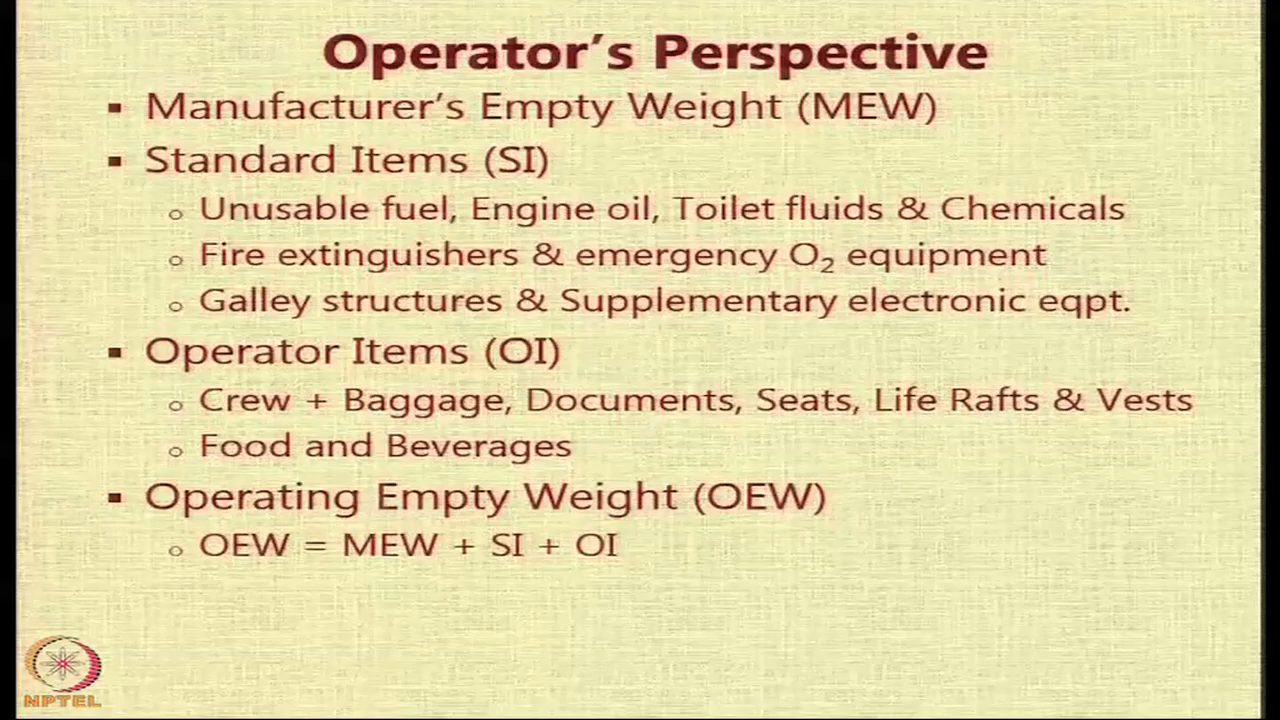 Operator's Perspective
▪ Manufacturer's Empty Weight (MEW)
▪ Standard Items (SI)
o Unusable fuel, Engine oil, Toilet fluids & Chemicals
o Fire extinguishers & emergency O₂ equipment
o Galley structures & Supplementary electronic eqpt.
▪ Operator Items (OI)
o Crew + Baggage, Documents, Seats, Life Rafts & Vests
o Food and Beverages
▪ Operating Empty Weight (OEW)
o OEW = MEW + SI + OI
NPTEL